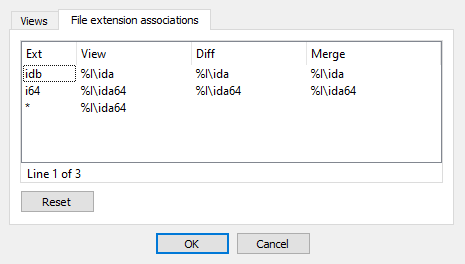 Views File extension associations
Ext View Diff Merge
idb %l\ida %l\ida %l\ida
i64 %l\ida64 %l\ida64 %l\ida64
* %l\ida64
Line 1 of 3
Reset
OK Cancel